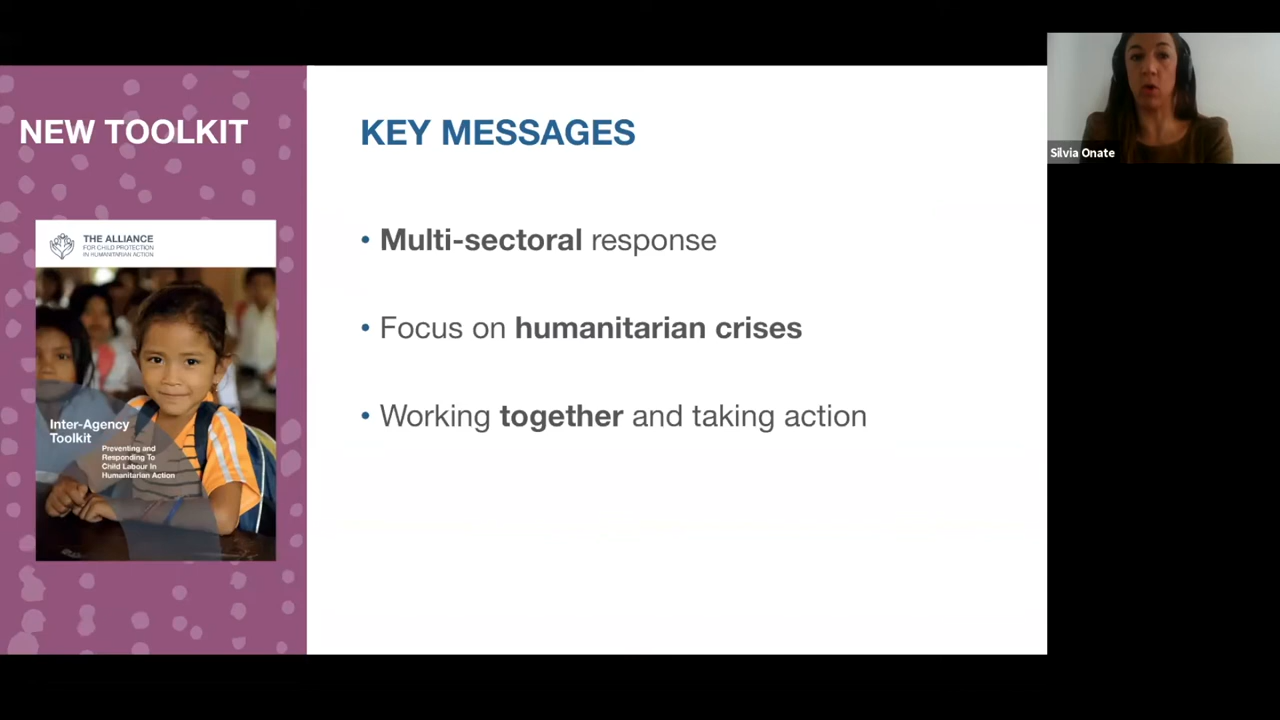 NEW TOOLKIT
THE ALLIANCE
FOR CHILD PROTECTION
IN HUMANITARIAN ACTION
Inter-Agency
Toolkit
Preventing and
Responding To
Child Labour In
Humanitarian Action
KEY MESSAGES
• Multi-sectoral response
• Focus on humanitarian crises
• Working together and taking action
Silvia Onate